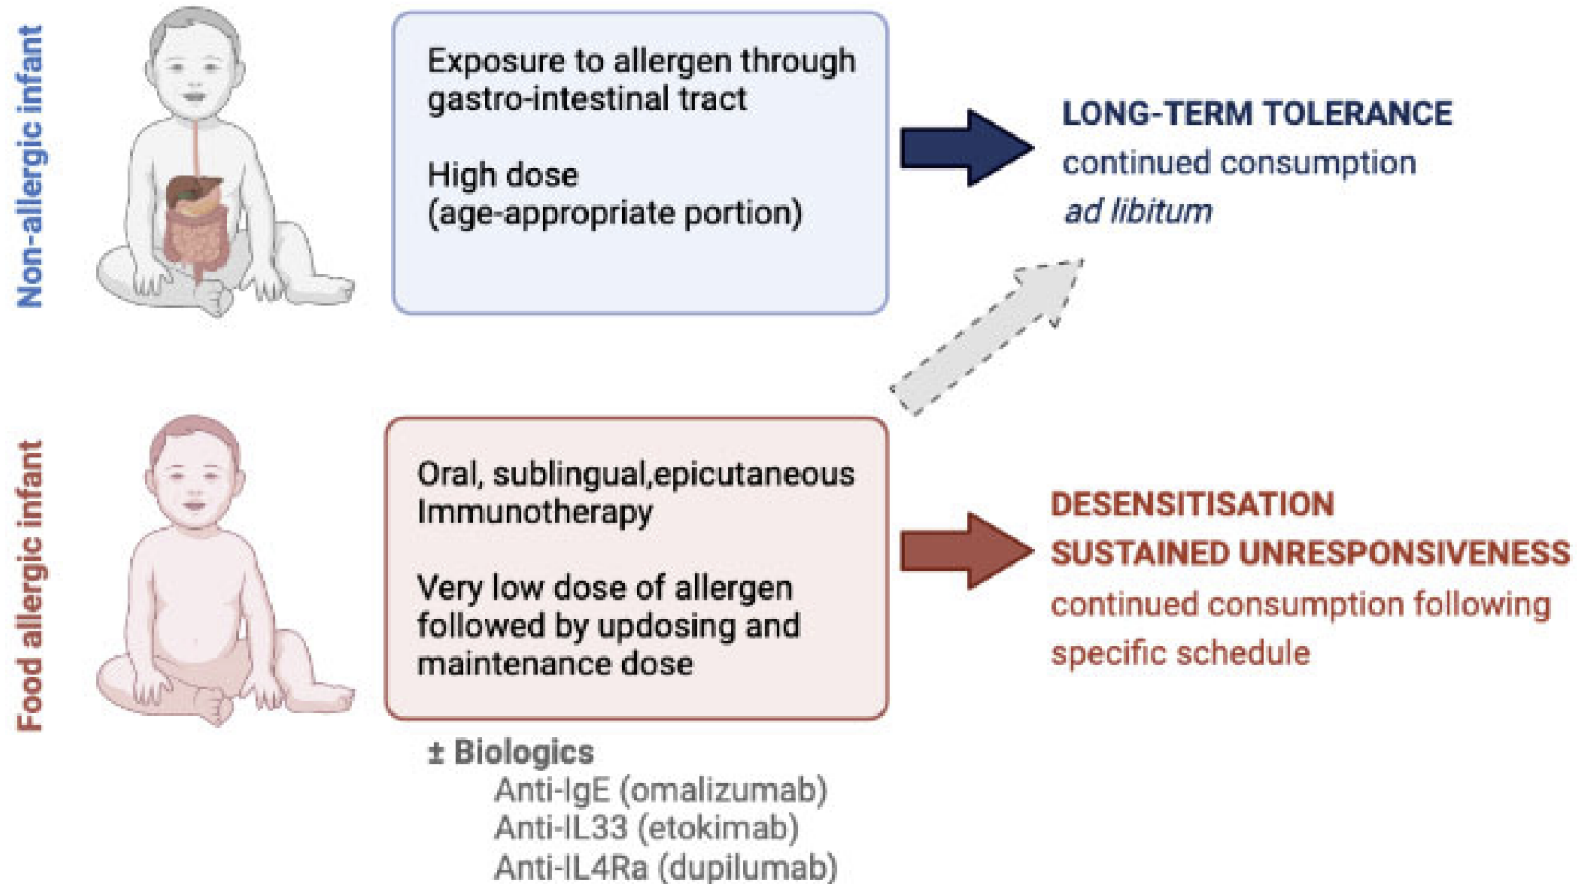 Non-allergic infant
Exposure to allergen through
gastro-intestinal tract
High dose
(age-appropriate portion)
LONG-TERM TOLERANCE
continued consumption
ad libitum
Food allergic infant
Oral, sublingual,epicutaneous
Immunotherapy
Very low dose of allergen
followed by updosing and
maintenance dose
DESENSITISATION
SUSTAINED UNRESPONSIVENESS
continued consumption following
specific schedule
± Biologics
Anti-IgE (omalizumab)
Anti-IL33 (etokimab)
Anti-IL4Ra (dupilumab)